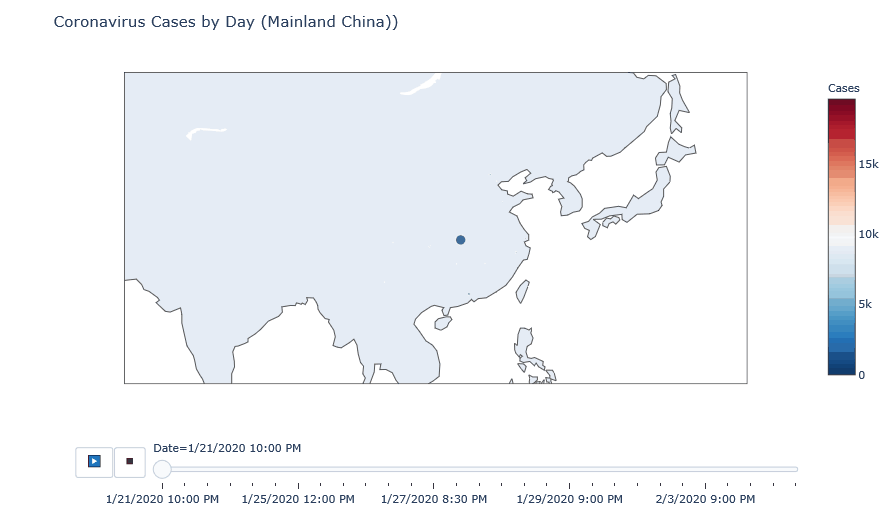 Coronavirus Cases by Day (Mainland China))
Cases
15k
10k
5k
0
Date=1/21/2020 10:00 PM
1/21/2020 10:00 PM
1/25/2020 12:00 PM
1/27/2020 8:30 PM
1/29/2020 9:00 PM
2/3/2020 9:00 PM